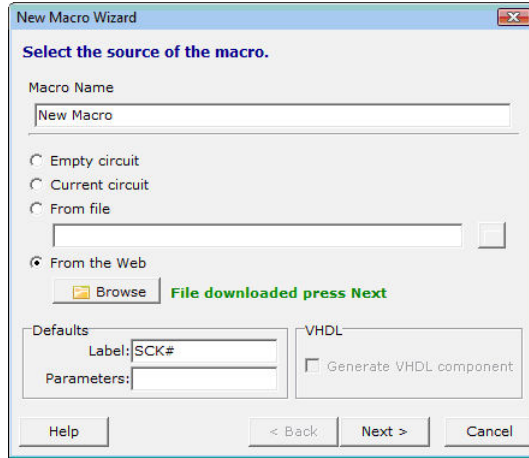 New Macro Wizard
Select the source of the macro.
Macro Name
New Macro
Empty circuit
Current circuit
From file
From the Web
Browse File downloaded press Next
Defaults
Label: SCK#
Parameters:
VHDL
Generate VHDL component
Help < Back Next > Cancel